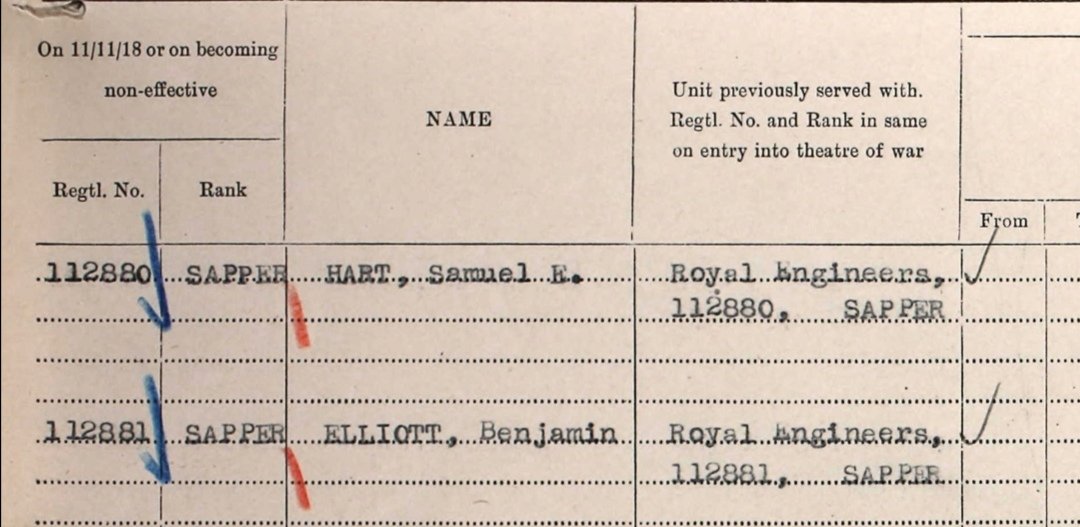 On 11/11/18 or on becoming
non-effective
Regtl. No.
Rank
NAME
Unit previously served with.
Regtl. No. and Rank in same
on entry into theatre of war
From
112880 SAPPER HART, Samuel E. Royal Engineers,
112880, SAPPER
112881 SAPPER ELLIOTT, Benjamin Royal Engineers,
112881, SAPPER